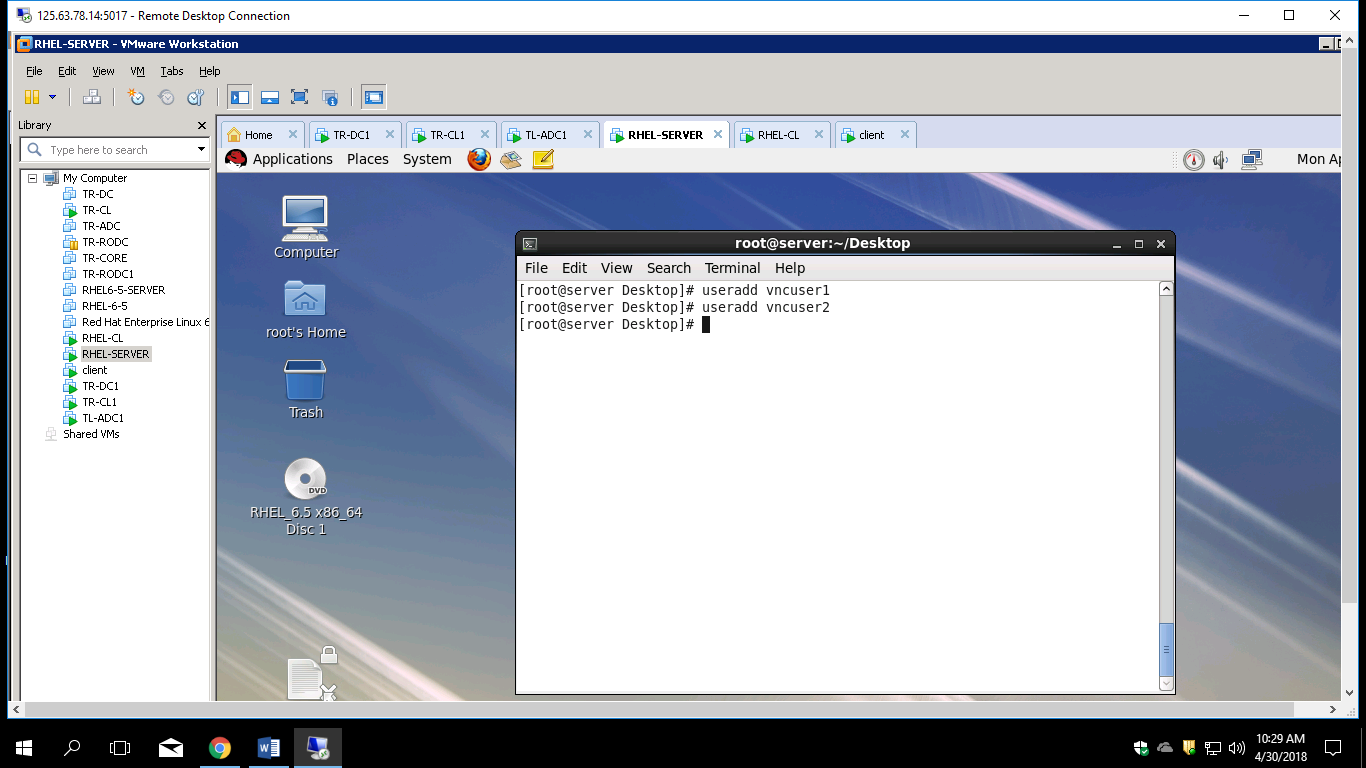 125.63.78.14:5017 - Remote Desktop Connection
RHEL-SERVER - VMware Workstation
File Edit View VM Tabs Help
Library
Type here to search
My Computer
TR-DC
TR-CL
TR-ADC
TR-RODC
TR-CORE
TR-RODC1
RHEL6-5-SERVER
RHEL-6-5
Red Hat Enterprise Linux 6
RHEL-CL
RHEL-SERVER
client
TR-DC1
TR-CL1
TL-ADC1
Shared VMs
Home TR-DC1 TR-CL1 TL-ADC1 RHEL-SERVER RHEL-CL client
Applications Places System Mon Ap
Computer
root's Home
Trash
DVD
RHEL_6.5 x86_64
Disc 1
root@server:~/Desktop
File Edit View Search Terminal Help
[root@server Desktop]# useradd vncuser1
[root@server Desktop]# useradd vncuser2
[root@server Desktop]#
10:29 AM
4/30/2018